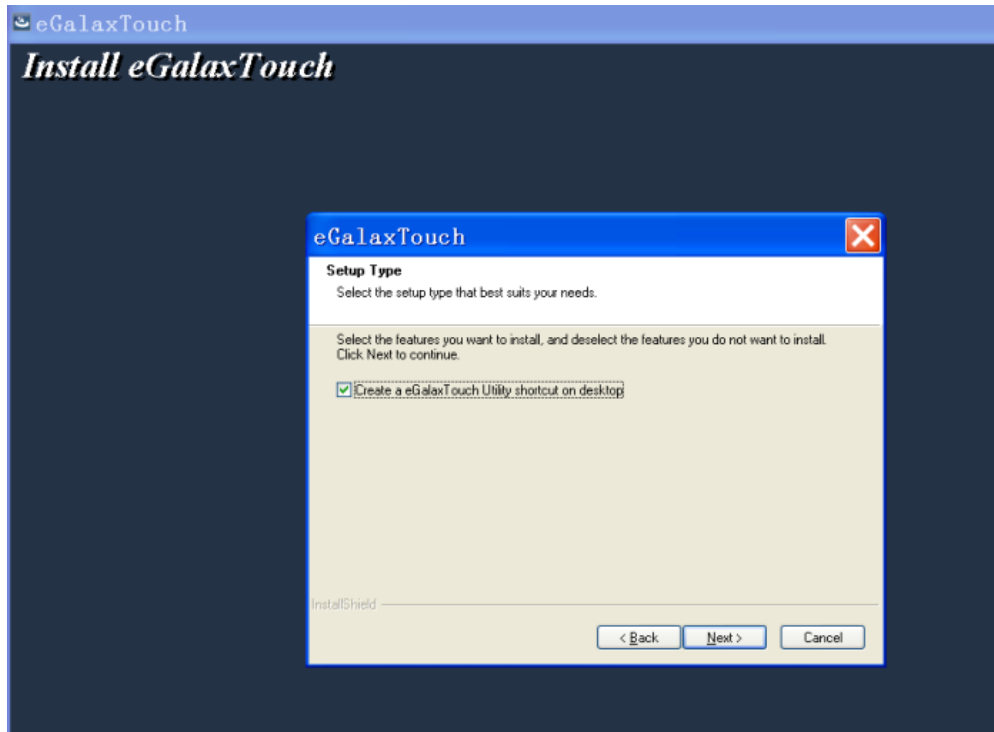 eGalaxTouch
Install eGalaxTouch
eGalaxTouch
Setup Type
Select the setup type that best suits your needs.
Select the features you want to install, and deselect the features you do not want to install.
Click Next to continue.
Create a eGalaxTouch Utility shortcut on desktop
InstallShield
< Back
Next >
Cancel